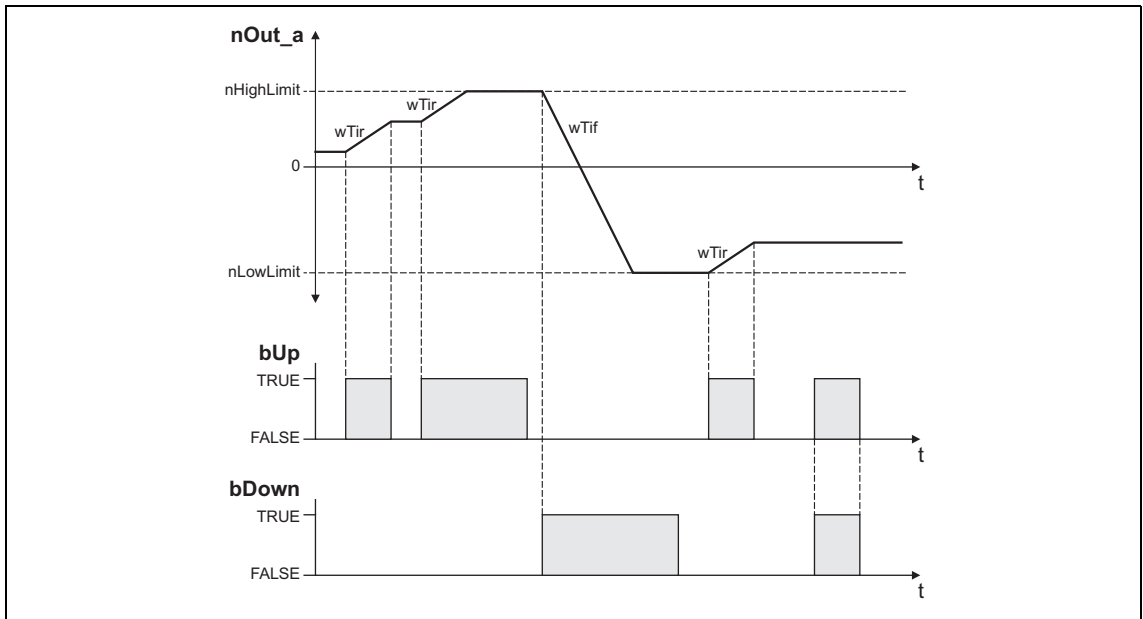 nOut_a
nHighLimit
wTir
wTir
wTif
0
t
wTir
nLowLimit
bUp
TRUE
FALSE
t
bDown
TRUE
FALSE
t